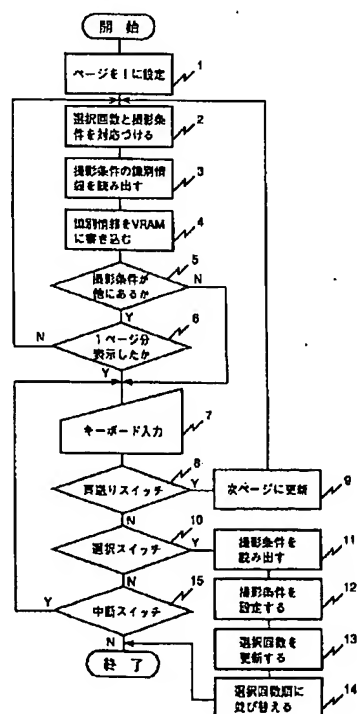 開始
ページを1に設定
1
選択回数と撮影条
件を対応づける
2
撮影条件の識別情
報を読み出す
3
識別情報をVRAM
に書き込む
4
撮影条件が
他にあるか
5
N
Y
1ページ分
表示したか
6
N
Y
キーボード入力
7
頁送りスイッチ
8
Y
次ページに更新
9
N
選択スイッチ
10
Y
撮影条件を
読み出す
11
撮影条件を
設定する
12
選択回数を
更新する
13
選択回数順に
並び替える
14
N
中断スイッチ
15
Y
N
終了